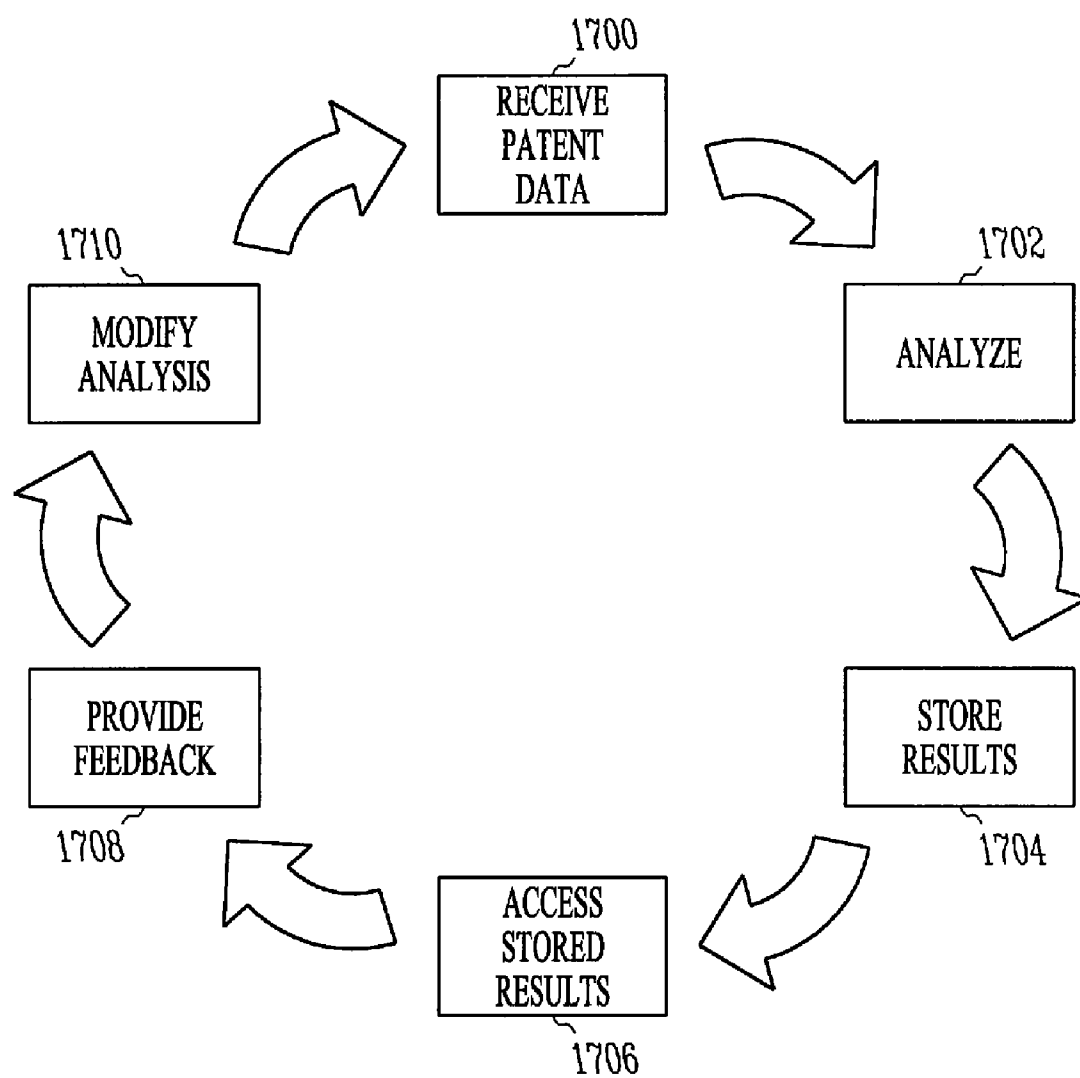 1700
RECEIVE
PATENT
DATA
1702
ANALYZE
STORE
RESULTS
1704
ACCESS
STORED
RESULTS
1706
PROVIDE
FEEDBACK
1708
1710
MODIFY
ANALYSIS